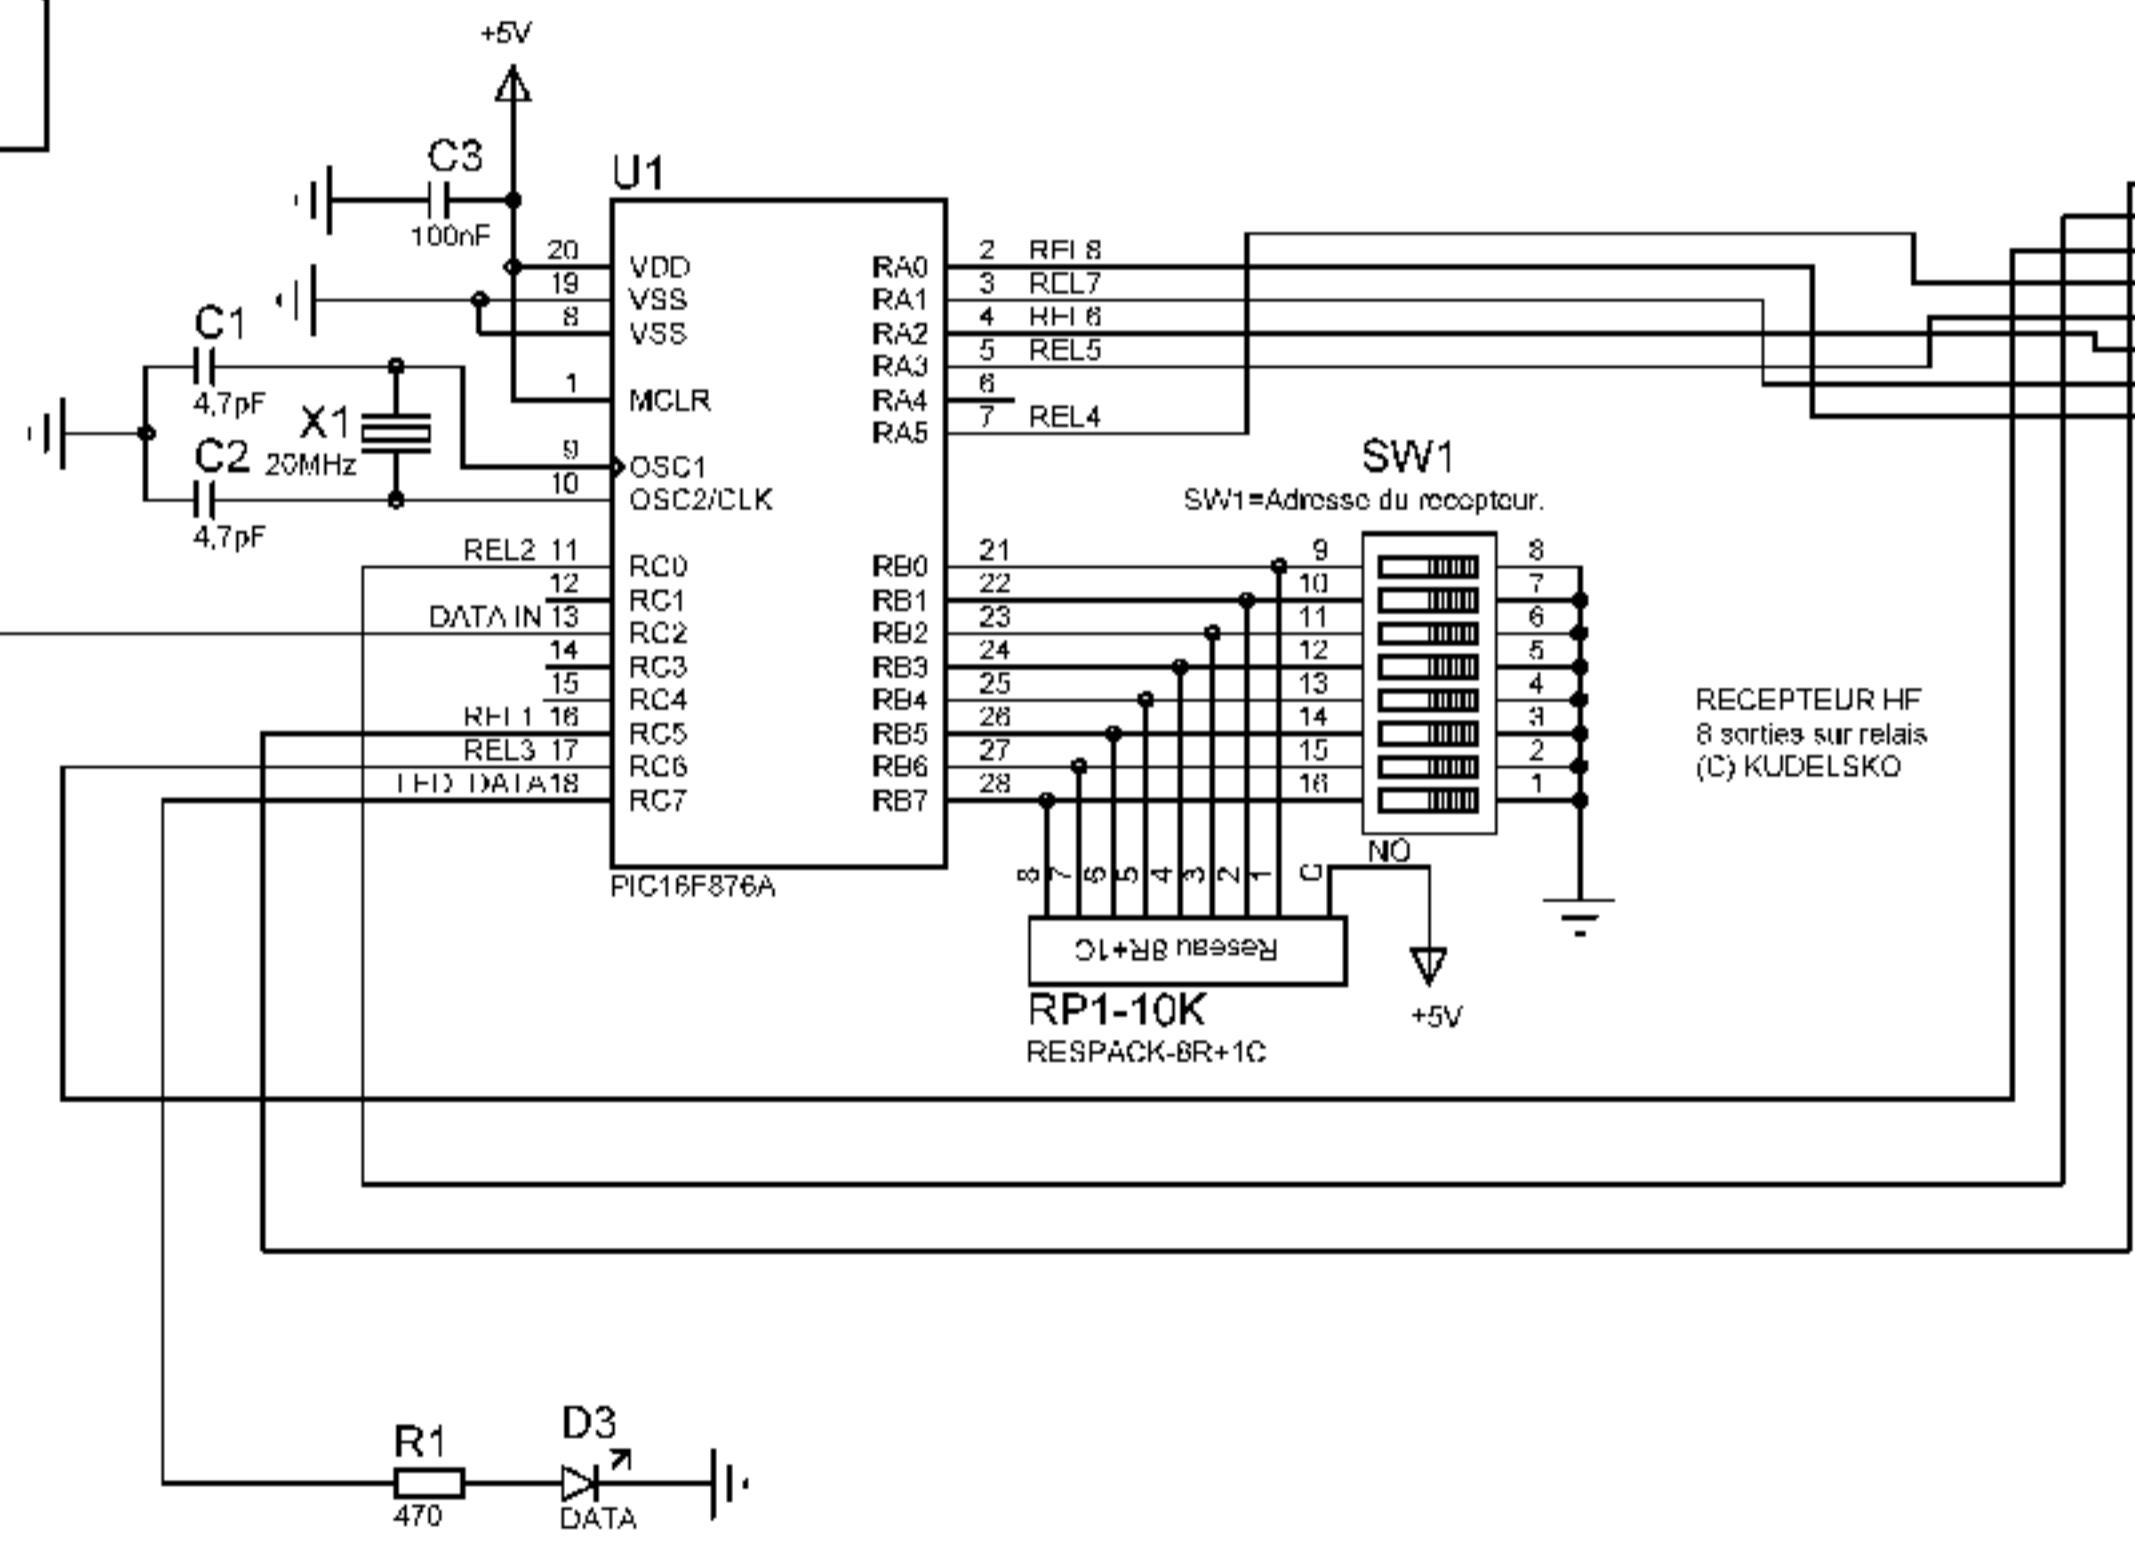 +5V
C3
100nF
U1
20 VDD
19 VSS
8 VSS
1 MCLR
9 OSC1
10 OSC2/CLK
C1
4,7pF
X1
20MHz
C2
4,7pF
REL2 11 RC0
12 RC1
DATA IN 13 RC2
14 RC3
15 RC4
REL1 16 RC5
REL3 17 RC6
LED DATA 18 RC7
RA0 2 REL8
RA1 3 REL7
RA2 4 REL6
RA3 5 REL5
RA4 6
RA5 7 REL4
SW1
SW1=Adresse du recepteur.
RB0 21 9 8
RB1 22 10 7
RB2 23 11 6
RB3 24 12 5
RB4 25 13 4
RB5 26 14 3
RB6 27 15 2
RB7 28 16 1
NO
PIC16F876A
8 7 6 5 4 3 2 1 C
Reseau 8R+1C
RP1-10K
RESPACK-8R+1C
+5V
RECEPTEUR HF
8 sorties sur relais
(C) KUDELSKO
R1
470
D3
DATA